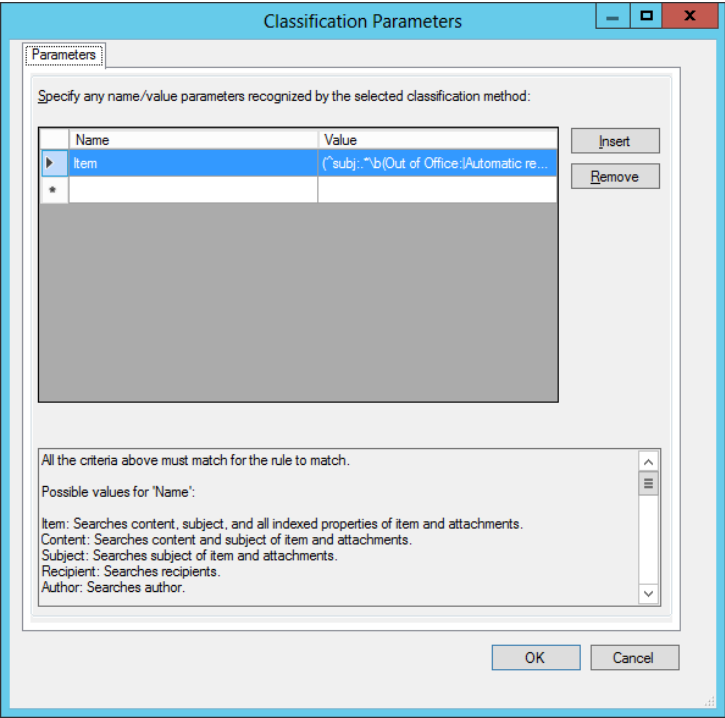 Classification Parameters
Parameters
Specify any name/value parameters recognized by the selected classification method:
Name Value
Item (^subj:.*\b(Out of Office:|Automatic re...
*
Insert
Remove
All the criteria above must match for the rule to match.
Possible values for 'Name':
Item: Searches content, subject, and all indexed properties of item and attachments.
Content: Searches content and subject of item and attachments.
Subject: Searches subject of item and attachments.
Recipient: Searches recipients.
Author: Searches author.
OK Cancel